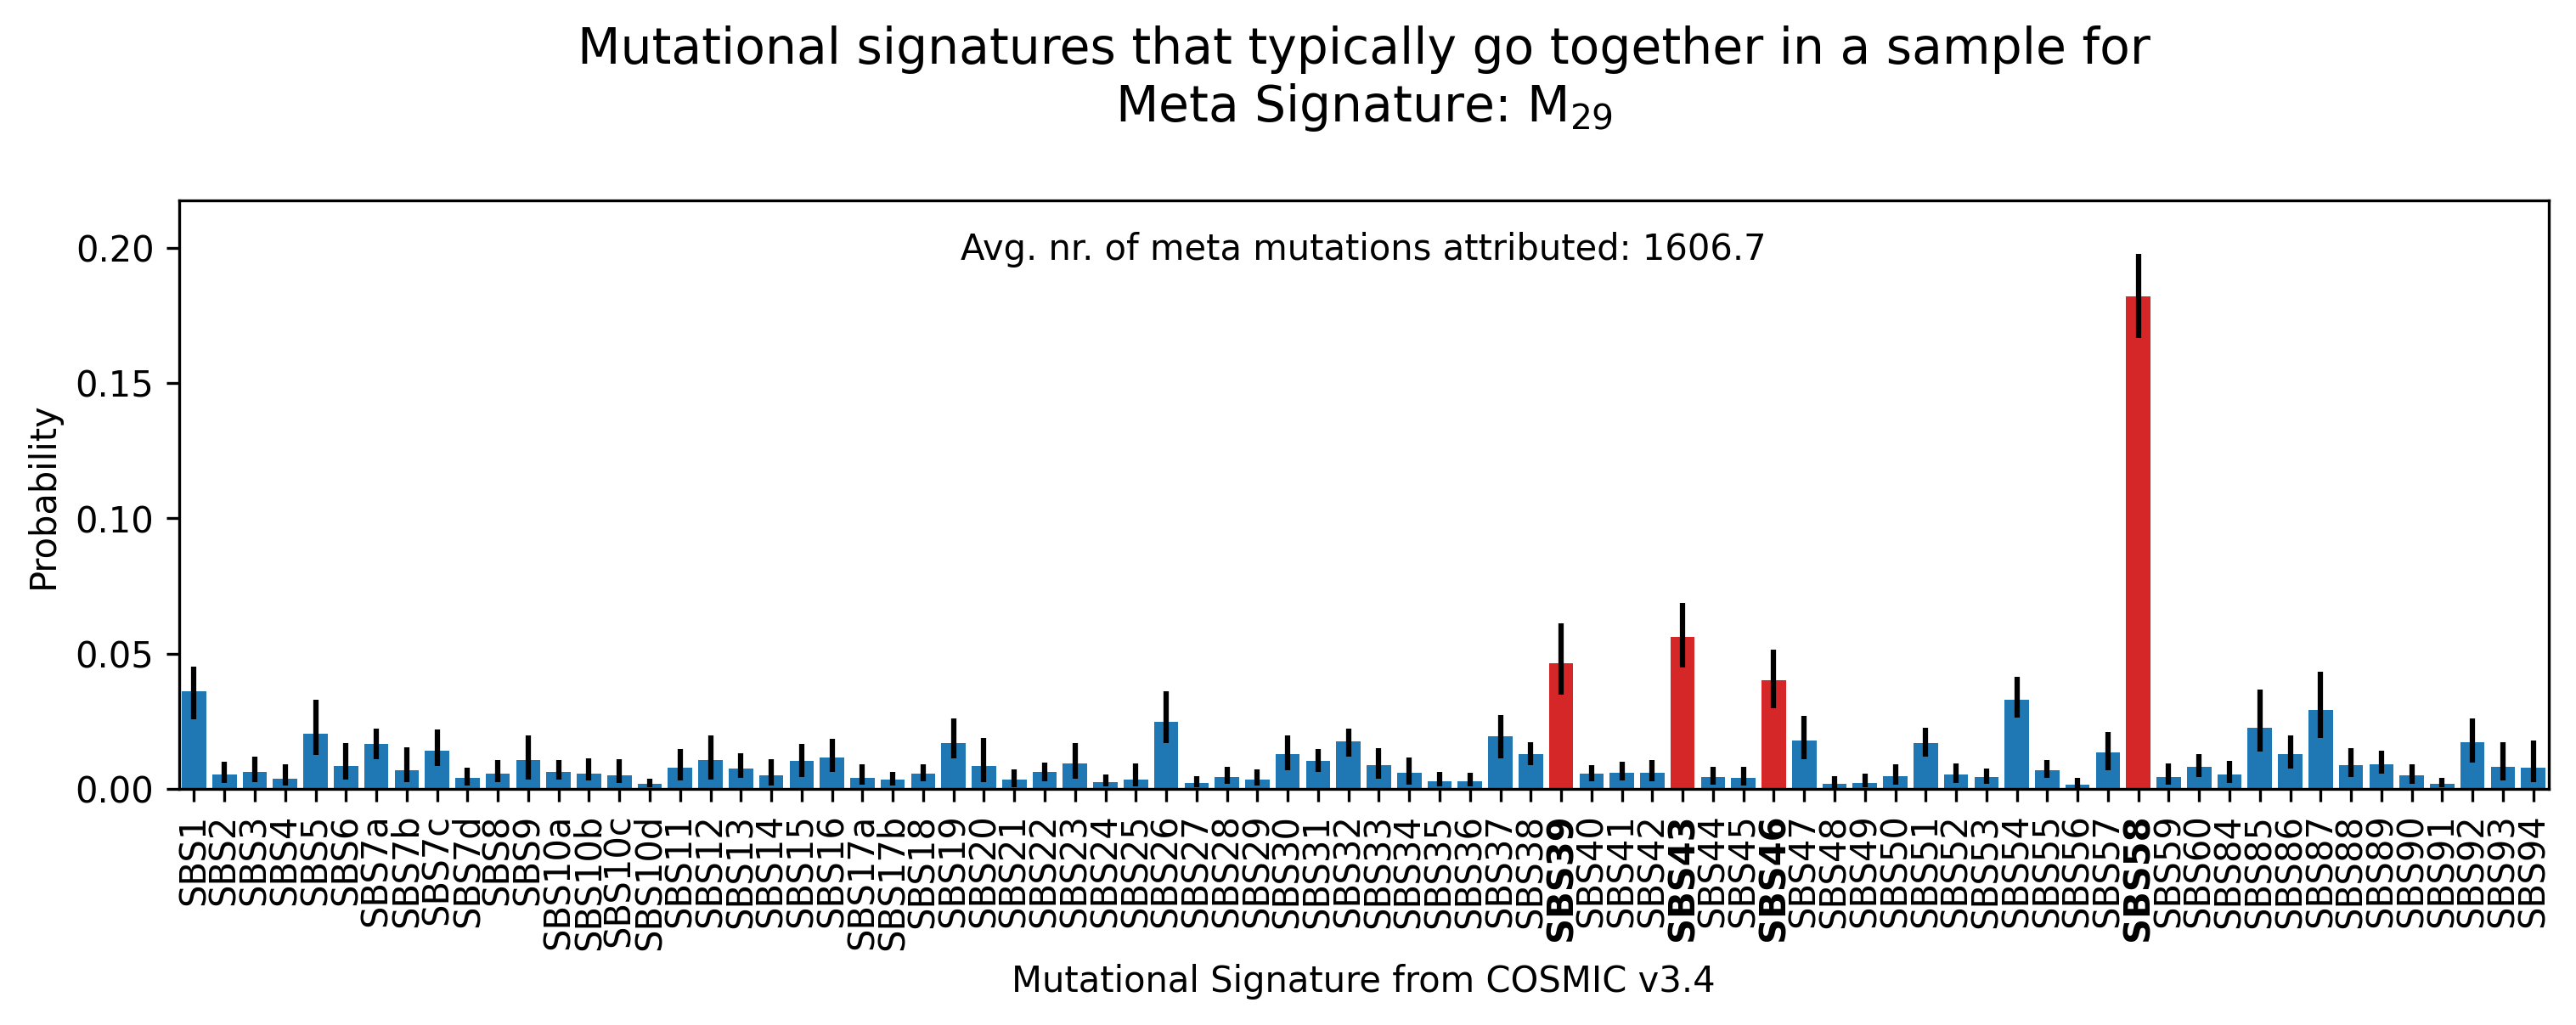 Mutational signatures that typically go together in a sample for
Meta Signature: M₂₉
Avg. nr. of meta mutations attributed: 1606.7
Probability
0.20
0.15
0.10
0.05
0.00
SBS1
SBS2
SBS3
SBS4
SBS5
SBS6
SBS7a
SBS7b
SBS7c
SBS7d
SBS8
SBS9
SBS10a
SBS10b
SBS10c
SBS10d
SBS11
SBS12
SBS13
SBS14
SBS15
SBS16
SBS17a
SBS17b
SBS18
SBS19
SBS20
SBS21
SBS22
SBS23
SBS24
SBS25
SBS26
SBS27
SBS28
SBS29
SBS30
SBS31
SBS32
SBS33
SBS34
SBS35
SBS36
SBS37
SBS38
SBS39
SBS40
SBS41
SBS42
SBS43
SBS44
SBS45
SBS46
SBS47
SBS48
SBS49
SBS50
SBS51
SBS52
SBS53
SBS54
SBS55
SBS56
SBS57
SBS58
SBS59
SBS60
SBS84
SBS85
SBS86
SBS87
SBS88
SBS89
SBS90
SBS91
SBS92
SBS93
SBS94
Mutational Signature from COSMIC v3.4